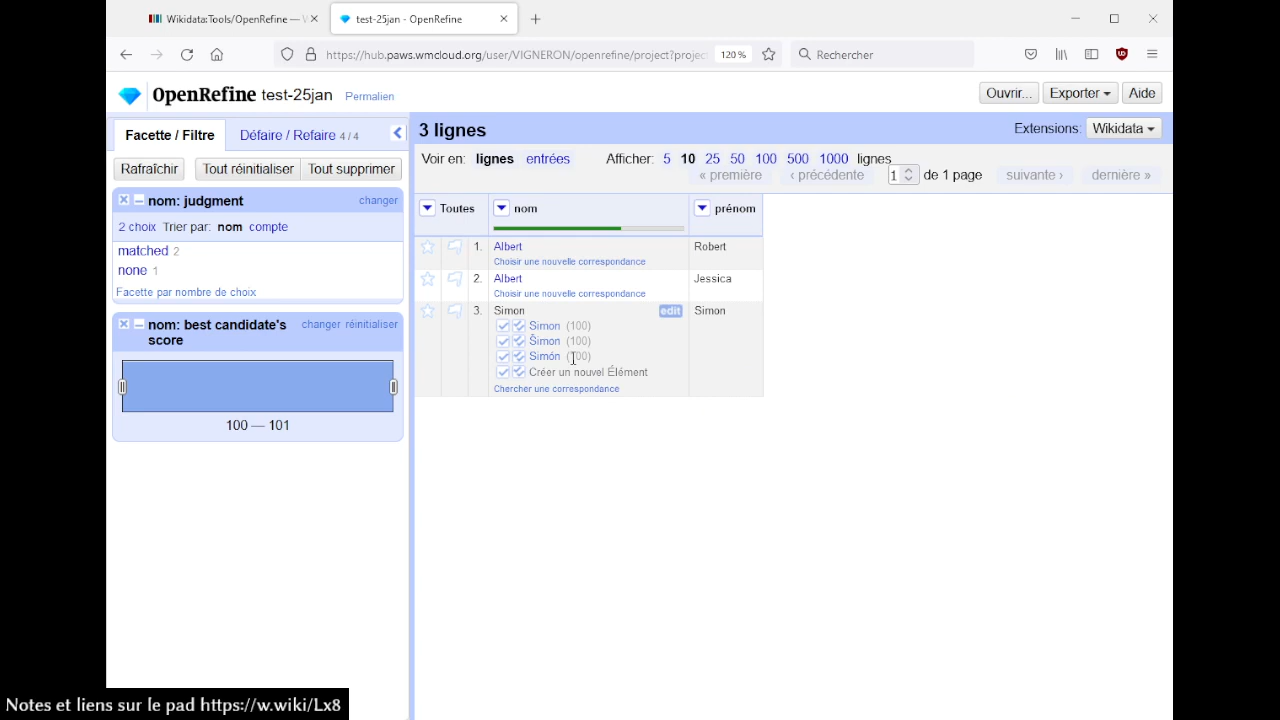 Wikidata:Tools/OpenRefine — V
test-25jan - OpenRefine
https://hub.paws.wmcloud.org/user/VIGNERON/openrefine/project?projec
120 %
Rechercher
OpenRefine test-25jan Permalien
Ouvrir... Exporter Aide
Facette / Filtre Défaire / Refaire 4 / 4
3 lignes
Extensions: Wikidata
Rafraîchir Tout réinitialiser Tout supprimer
Voir en: lignes entrées Afficher: 5 10 25 50 100 500 1000 lignes
« première ‹ précédente 1 de 1 page suivante › dernière »
nom: judgment changer
2 choix Trier par: nom compte
matched 2
none 1
Facette par nombre de choix
nom: best candidate's score changer réinitialiser
100 — 101
Toutes nom prénom
1. Albert Robert
Choisir une nouvelle correspondance
2. Albert Jessica
Choisir une nouvelle correspondance
3. Simon edit Simon
Simon (100)
Šimon (100)
Simón (100)
Créer un nouvel Élément
Chercher une correspondance
Notes et liens sur le pad https://w.wiki/Lx8